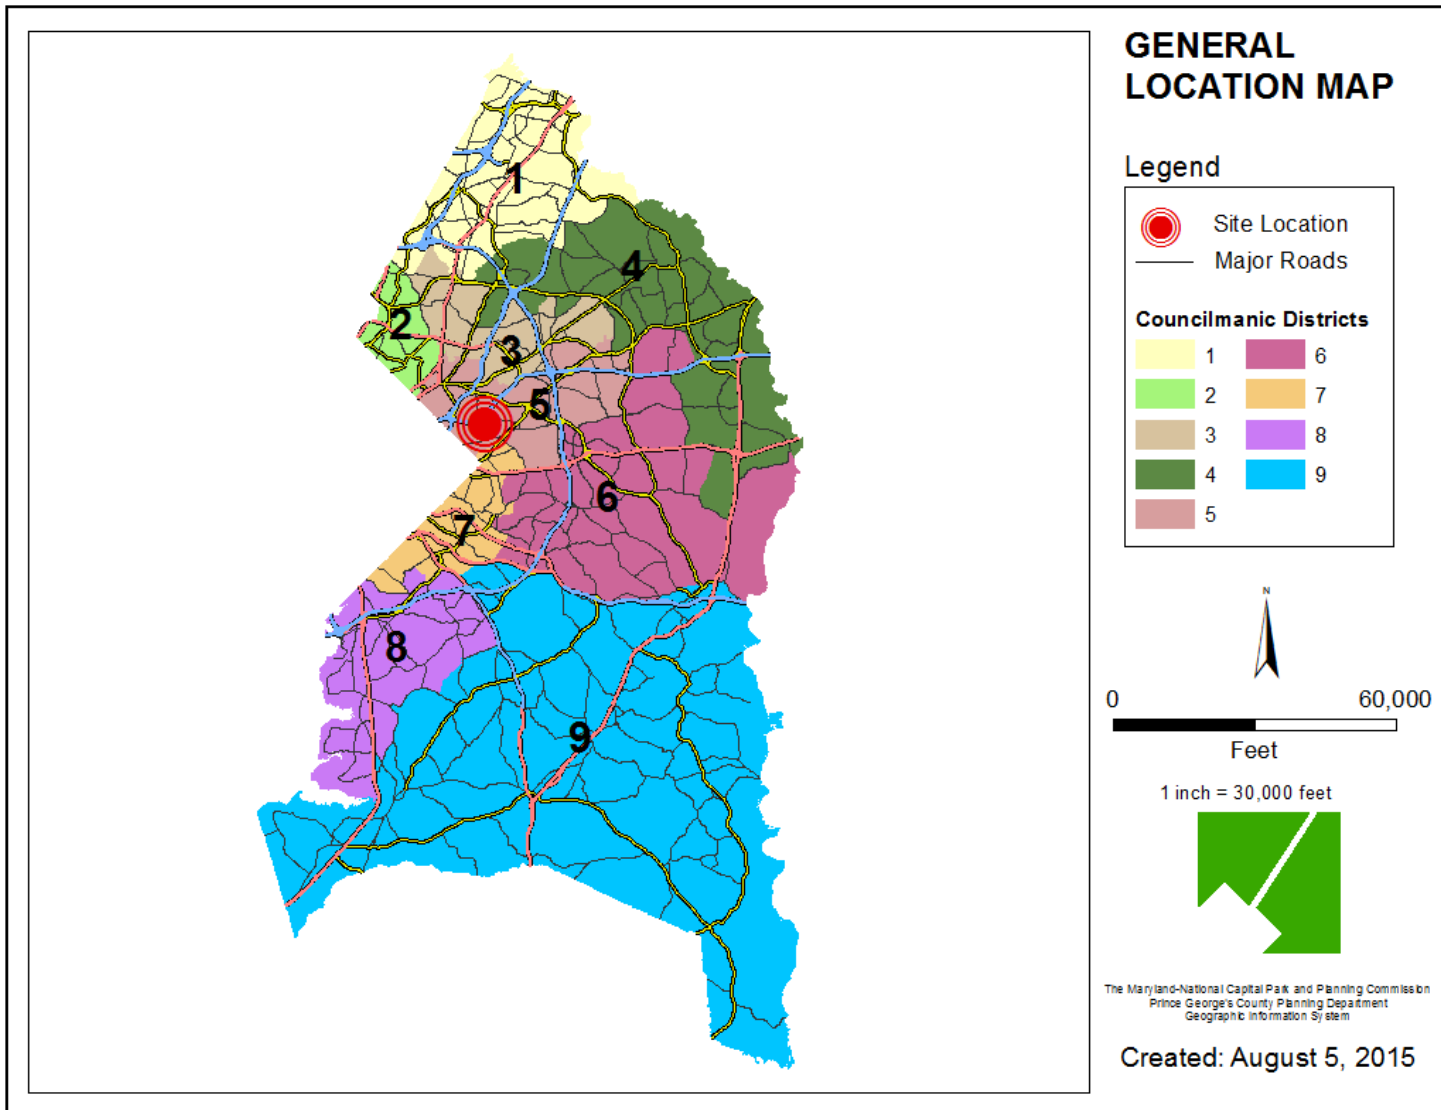 GENERAL
LOCATION MAP
Legend
Site Location
Major Roads
Councilmanic Districts
1 6
2 7
3 8
4 9
5
1
4
2
3
5
6
7
8
9
N
0 60,000
Feet
1 inch = 30,000 feet
The Maryland-National Capital Park and Planning Commission
Prince George's County Planning Department
Geographic Information System
Created: August 5, 2015